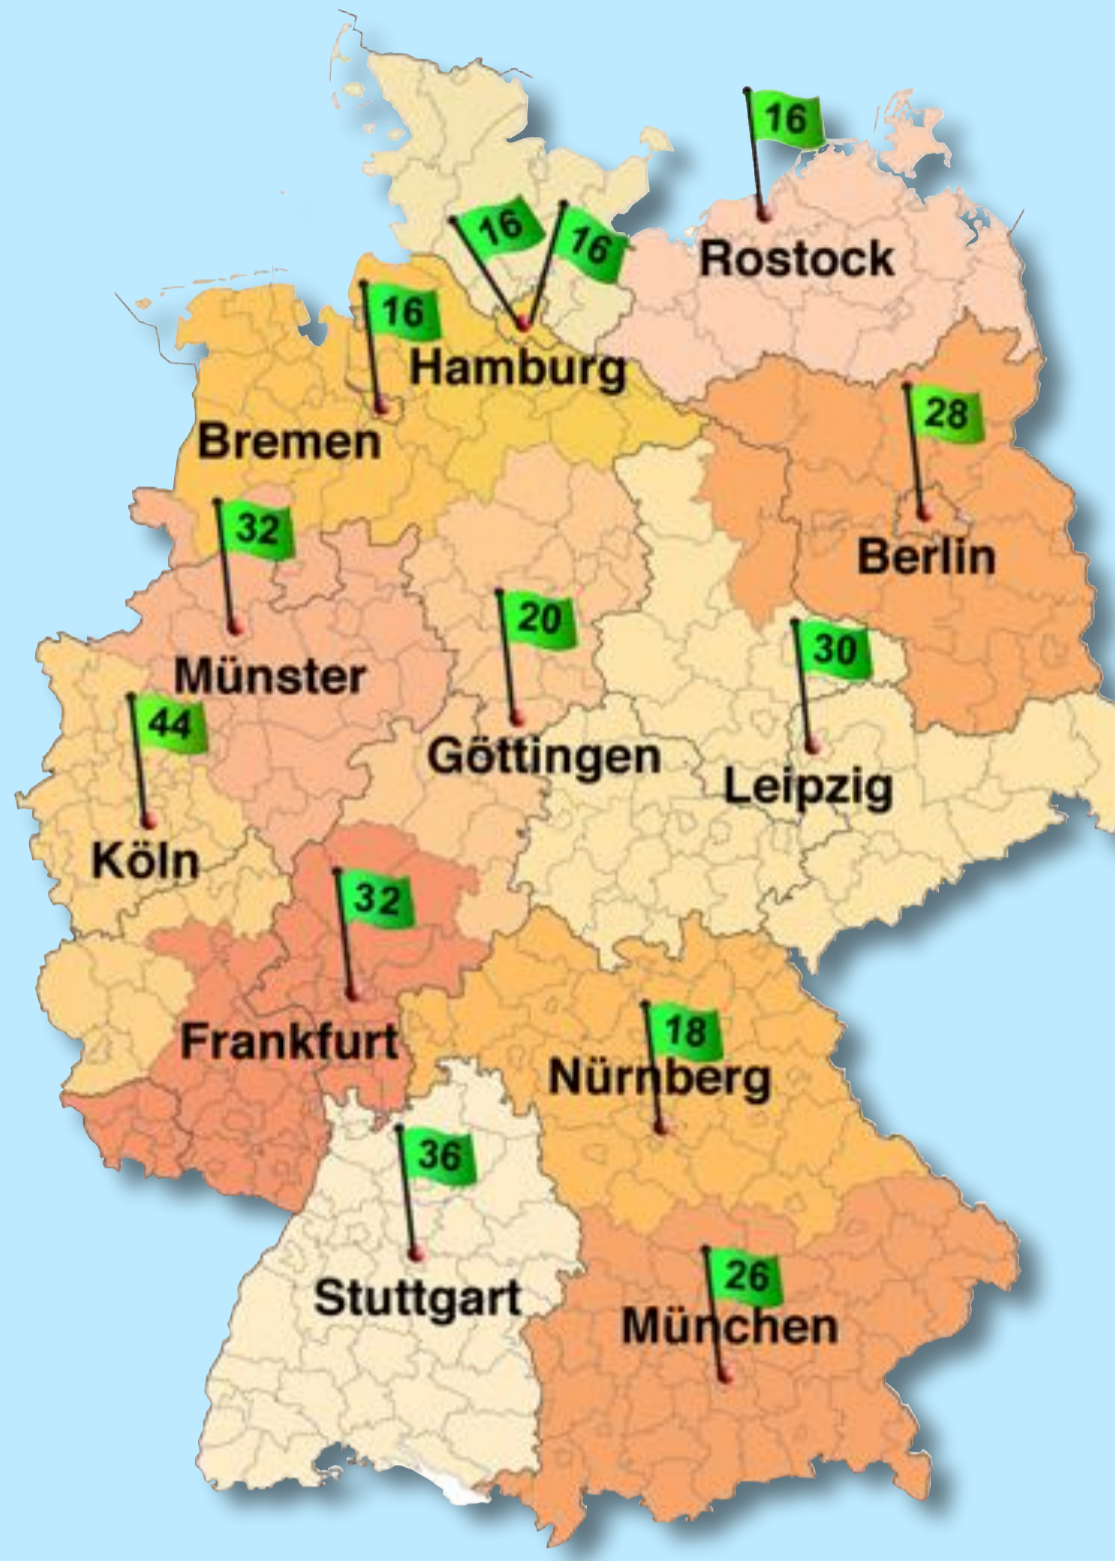 16
16
16
Rostock
16
Hamburg
28
Bremen
32
Berlin
20
30
Münster
44
Göttingen
Leipzig
Köln
32
18
Frankfurt
Nürnberg
36
26
Stuttgart
München